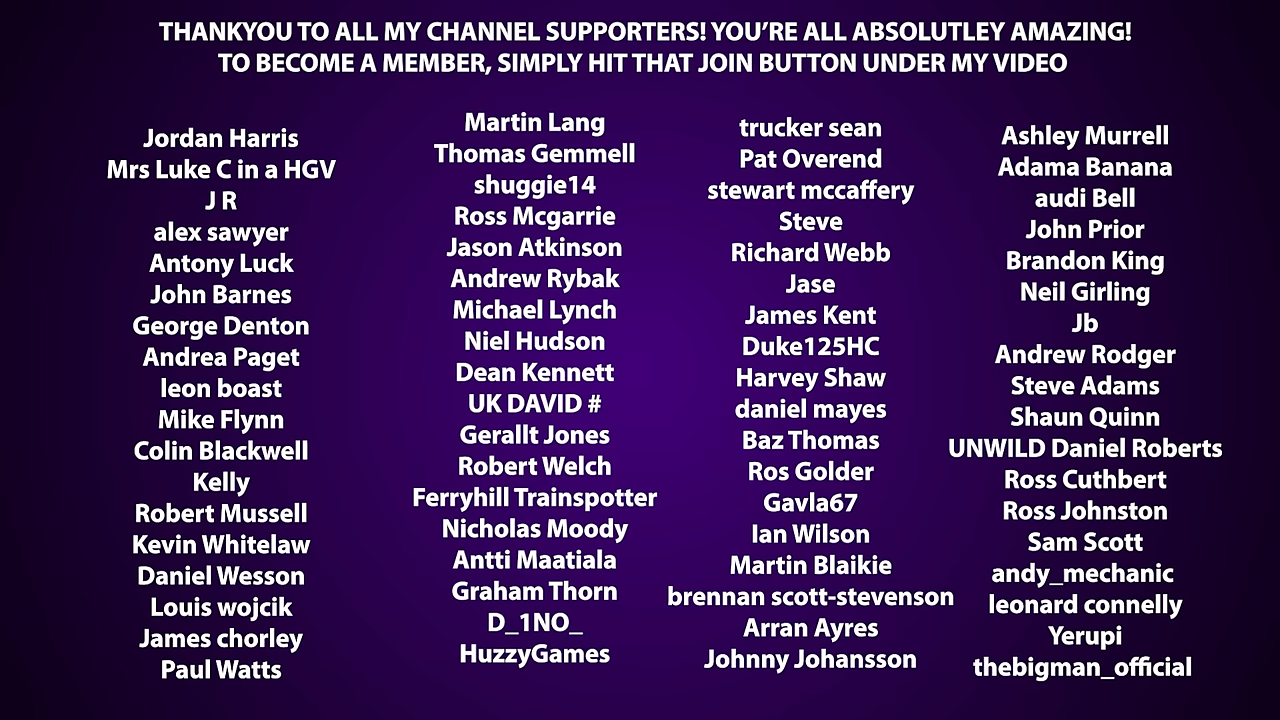 THANKYOU TO ALL MY CHANNEL SUPPORTERS! YOU'RE ALL ABSOLUTLEY AMAZING!
TO BECOME A MEMBER, SIMPLY HIT THAT JOIN BUTTON UNDER MY VIDEO
Jordan Harris
Mrs Luke C in a HGV
J R
alex sawyer
Antony Luck
John Barnes
George Denton
Andrea Paget
leon boast
Mike Flynn
Colin Blackwell
Kelly
Robert Mussell
Kevin Whitelaw
Daniel Wesson
Louis wojcik
James chorley
Paul Watts
Martin Lang
Thomas Gemmell
shuggie14
Ross Mcgarrie
Jason Atkinson
Andrew Rybak
Michael Lynch
Niel Hudson
Dean Kennett
UK DAVID #
Gerallt Jones
Robert Welch
Ferryhill Trainspotter
Nicholas Moody
Antti Maatiala
Graham Thorn
D_1NO_
HuzzyGames
trucker sean
Pat Overend
stewart mccaffery
Steve
Richard Webb
Jase
James Kent
Duke125HC
Harvey Shaw
daniel mayes
Baz Thomas
Ros Golder
Gavla67
Ian Wilson
Martin Blaikie
brennan scott-stevenson
Arran Ayres
Johnny Johansson
Ashley Murrell
Adama Banana
audi Bell
John Prior
Brandon King
Neil Girling
Jb
Andrew Rodger
Steve Adams
Shaun Quinn
UNWILD Daniel Roberts
Ross Cuthbert
Ross Johnston
Sam Scott
andy_mechanic
leonard connelly
Yerupi
thebigman_official